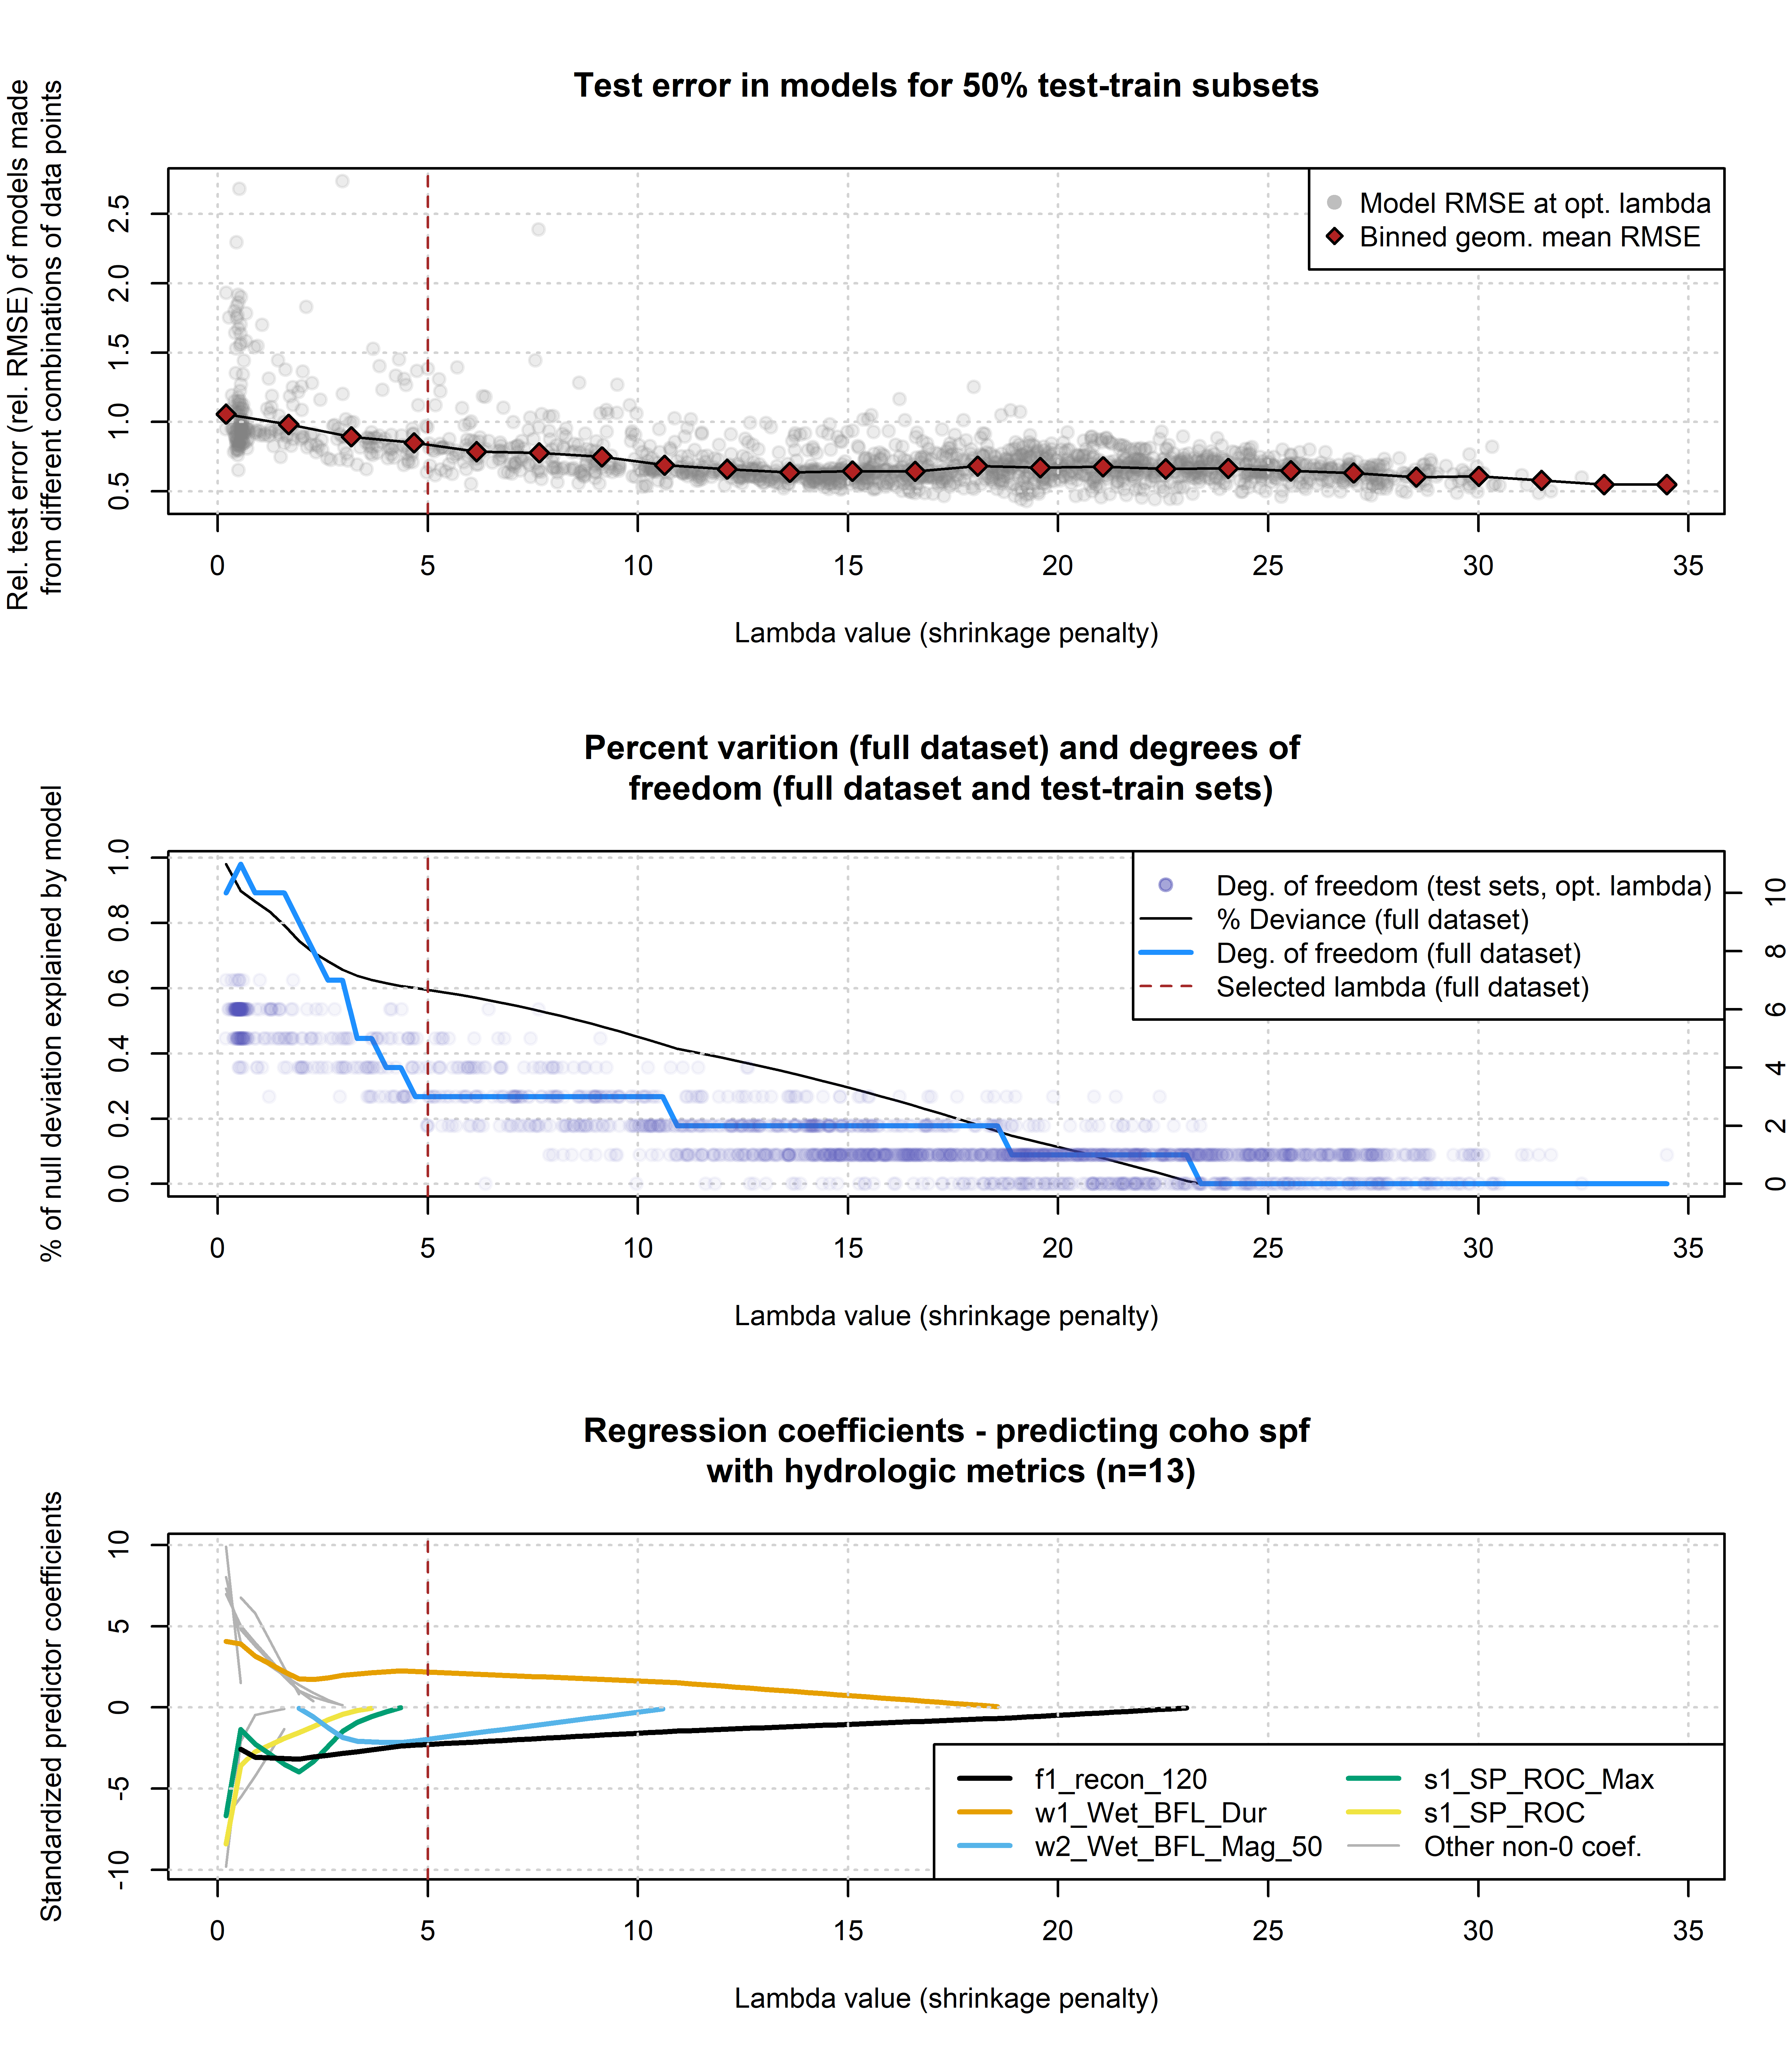 Test error in models for 50% test-train subsets
Rel. test error (rel. RMSE) of models made
from different combinations of data points
2.5
2.0
1.5
1.0
0.5
Model RMSE at opt. lambda
Binned geom. mean RMSE
0 5 10 15 20 25 30 35
Lambda value (shrinkage penalty)
Percent varition (full dataset) and degrees of
freedom (full dataset and test-train sets)
% of null deviation explained by model
1.0
0.8
0.6
0.4
0.2
0.0
Deg. of freedom (test sets, opt. lambda)
% Deviance (full dataset)
Deg. of freedom (full dataset)
Selected lambda (full dataset)
10
8
6
4
2
0
0 5 10 15 20 25 30 35
Lambda value (shrinkage penalty)
Regression coefficients - predicting coho spf
with hydrologic metrics (n=13)
Standardized predictor coefficients
10
5
0
-5
-10
f1_recon_120
w1_Wet_BFL_Dur
w2_Wet_BFL_Mag_50
s1_SP_ROC_Max
s1_SP_ROC
Other non-0 coef.
0 5 10 15 20 25 30 35
Lambda value (shrinkage penalty)